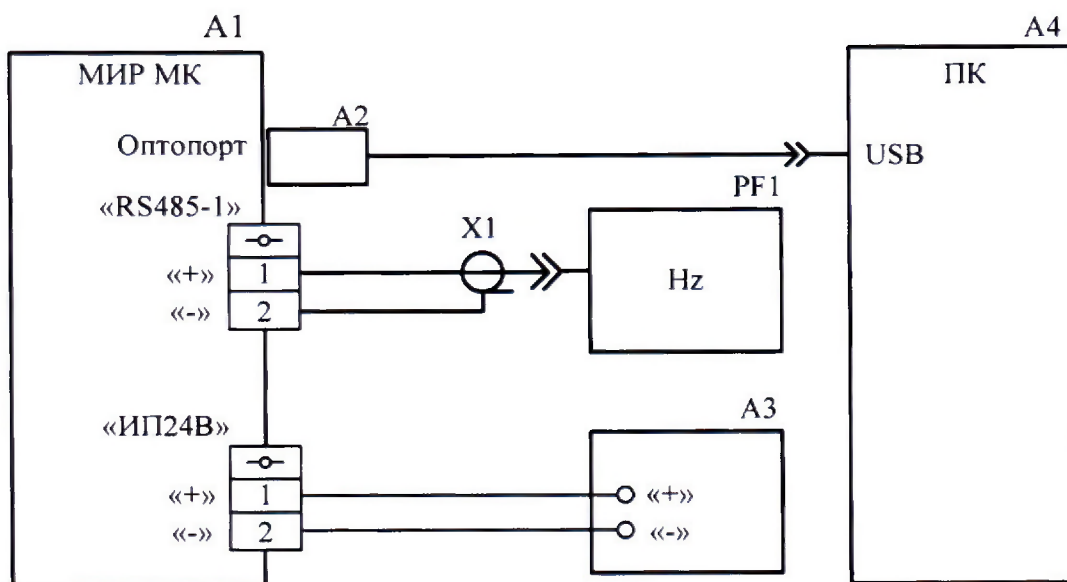 A1
A4
МИР МК
ПК
A2
Оптопорт
USB
«RS485-1»
X1
PF1
«+» 1
Hz
«-» 2
«ИП24В»
A3
«+» 1
«+»
«-» 2
«-»